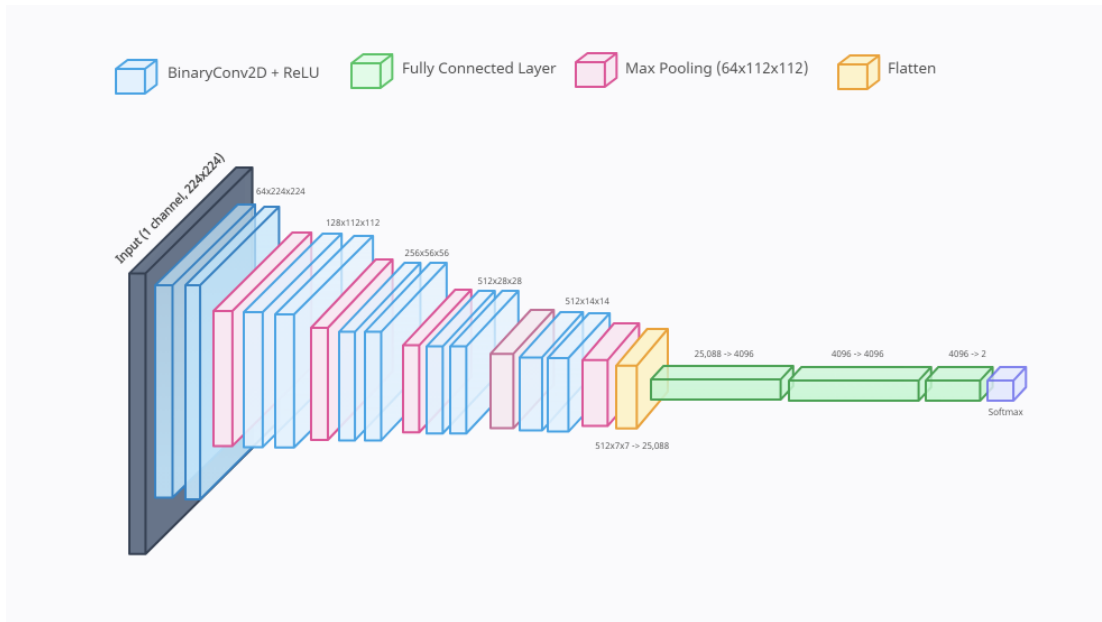 BinaryConv2D + ReLU
Fully Connected Layer
Max Pooling (64x112x112)
Flatten
Input (1 channel, 224x224)
64x224x224
128x112x112
256x56x56
512x28x28
512x14x14
25,088 -> 4096
4096 -> 4096
4096 -> 2
Softmax
512x7x7 -> 25,088